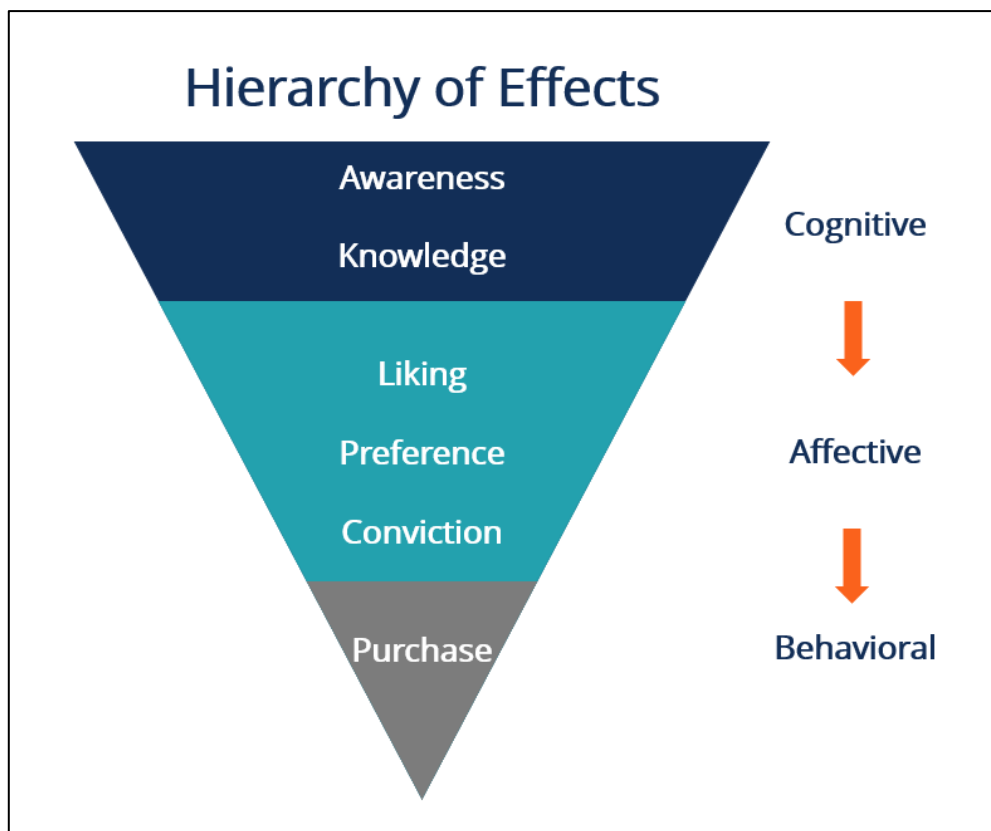 Hierarchy of Effects
Awareness
Knowledge
Cognitive
Liking
Preference
Conviction
Affective
Purchase
Behavioral